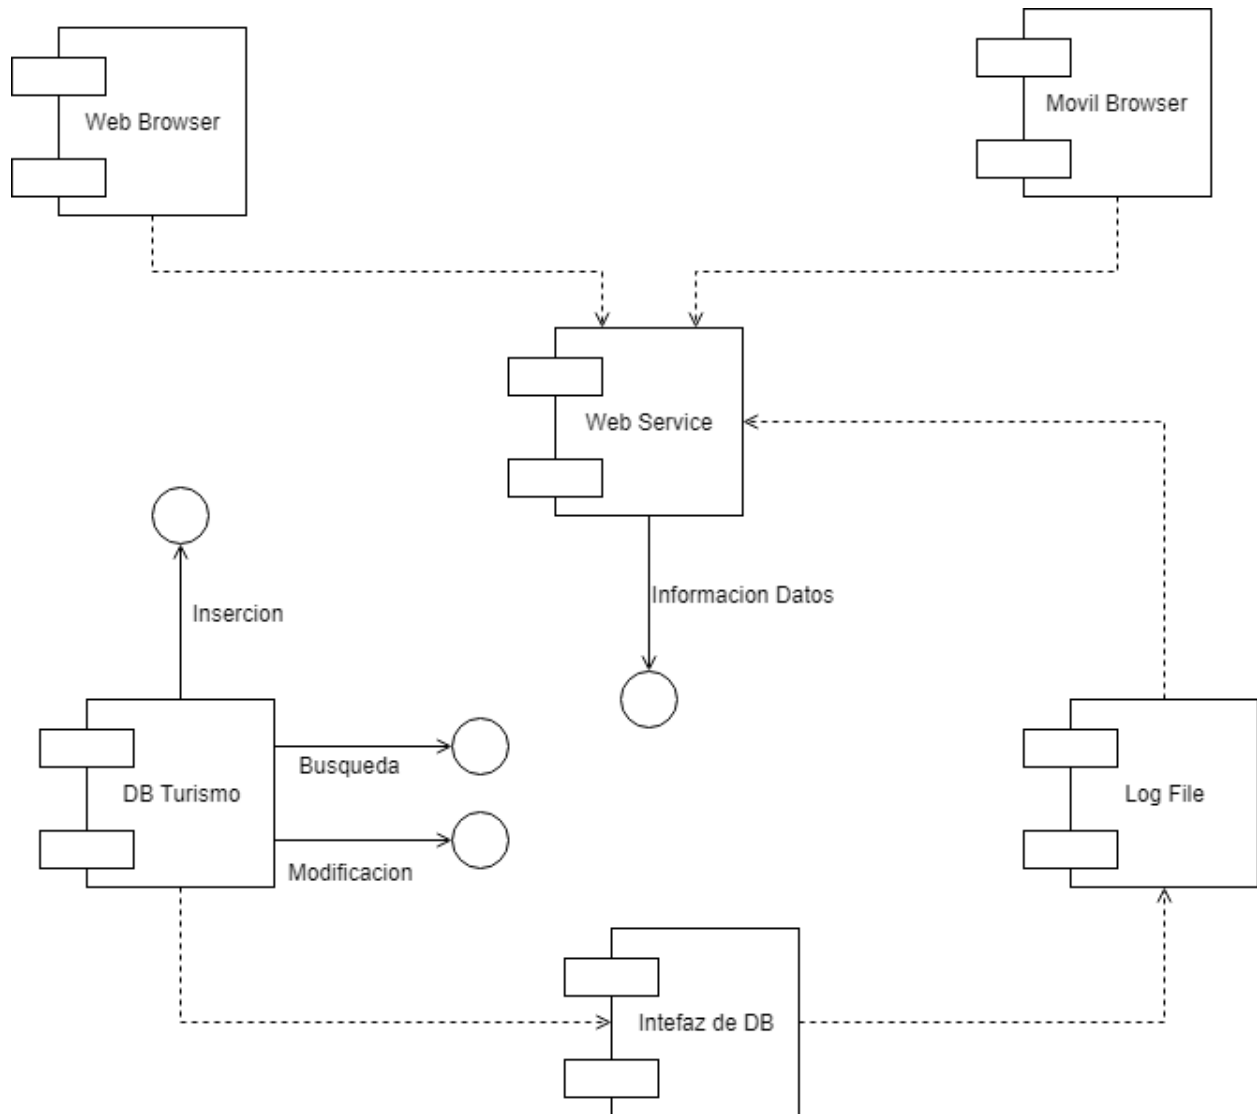 Web Browser
Movil Browser
Web Service
Informacion Datos
Insercion
Busqueda
DB Turismo
Modificacion
Log File
Intefaz de DB